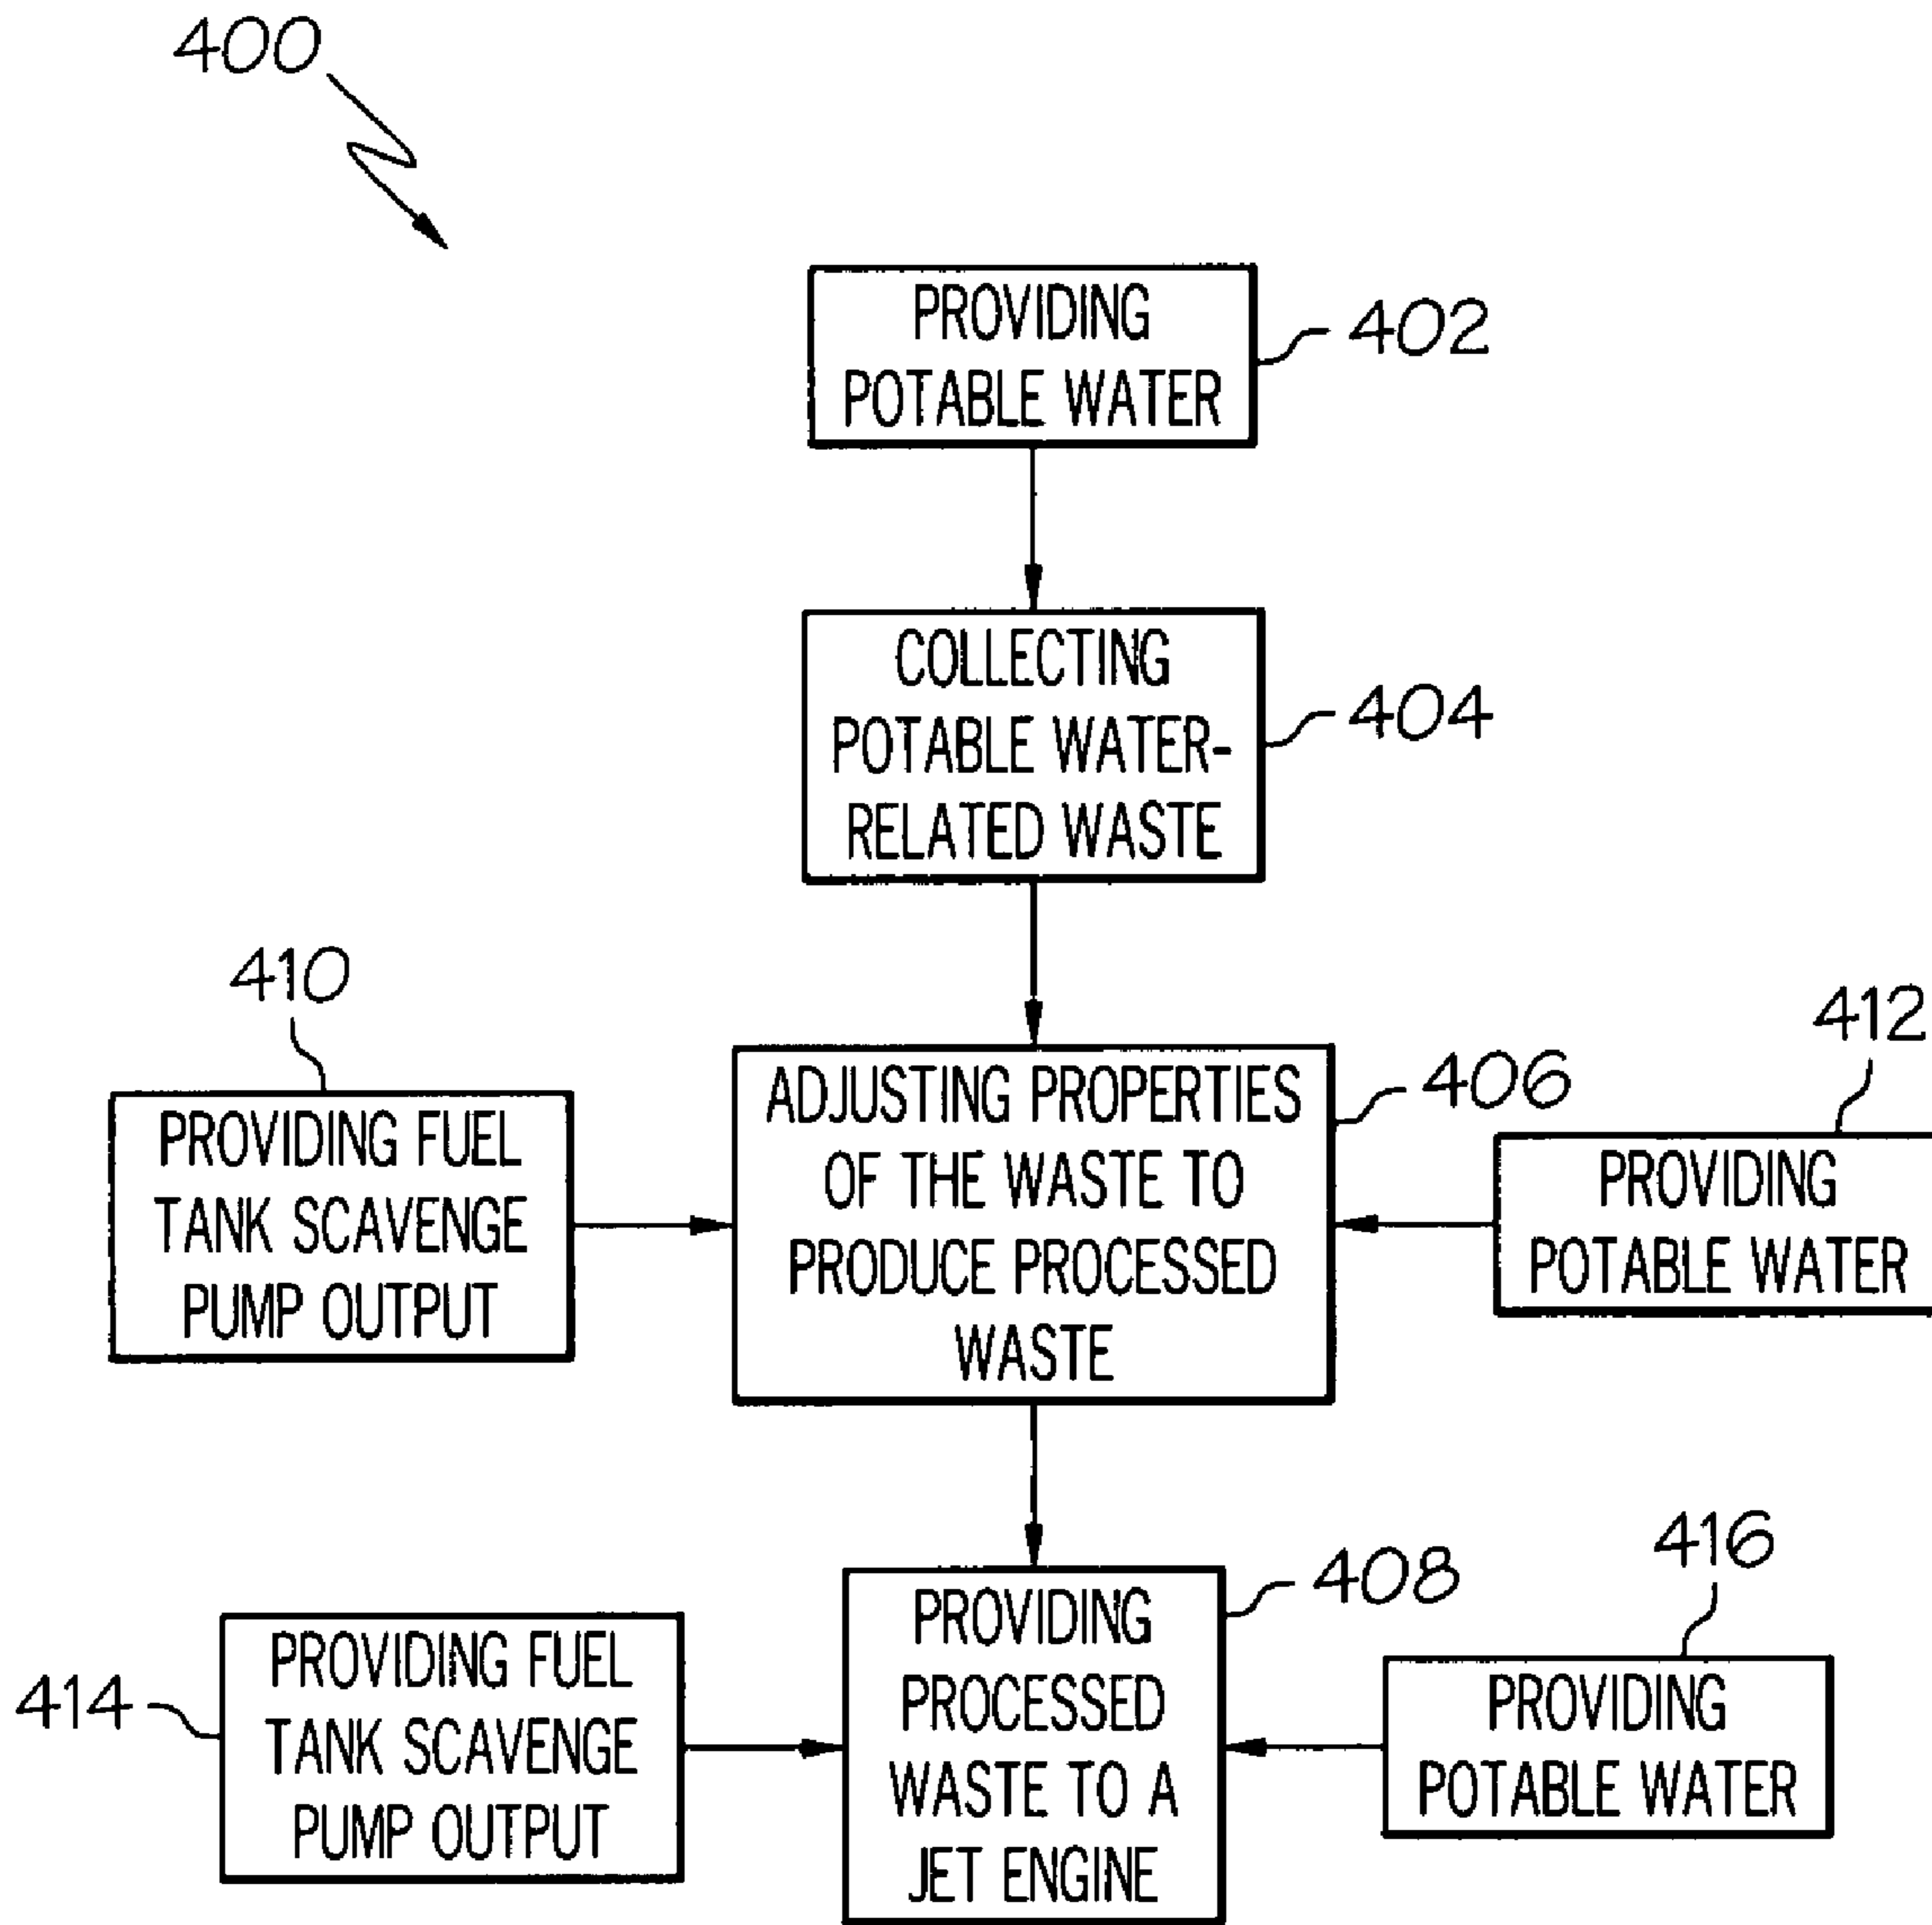 400
PROVIDING
POTABLE WATER
402
COLLECTING
POTABLE WATER-
RELATED WASTE
404
410
PROVIDING FUEL
TANK SCAVENGE
PUMP OUTPUT
ADJUSTING PROPERTIES
OF THE WASTE TO
PRODUCE PROCESSED
WASTE
406
412
PROVIDING
POTABLE WATER
414
PROVIDING FUEL
TANK SCAVENGE
PUMP OUTPUT
PROVIDING
PROCESSED
WASTE TO A
JET ENGINE
408
416
PROVIDING
POTABLE WATER